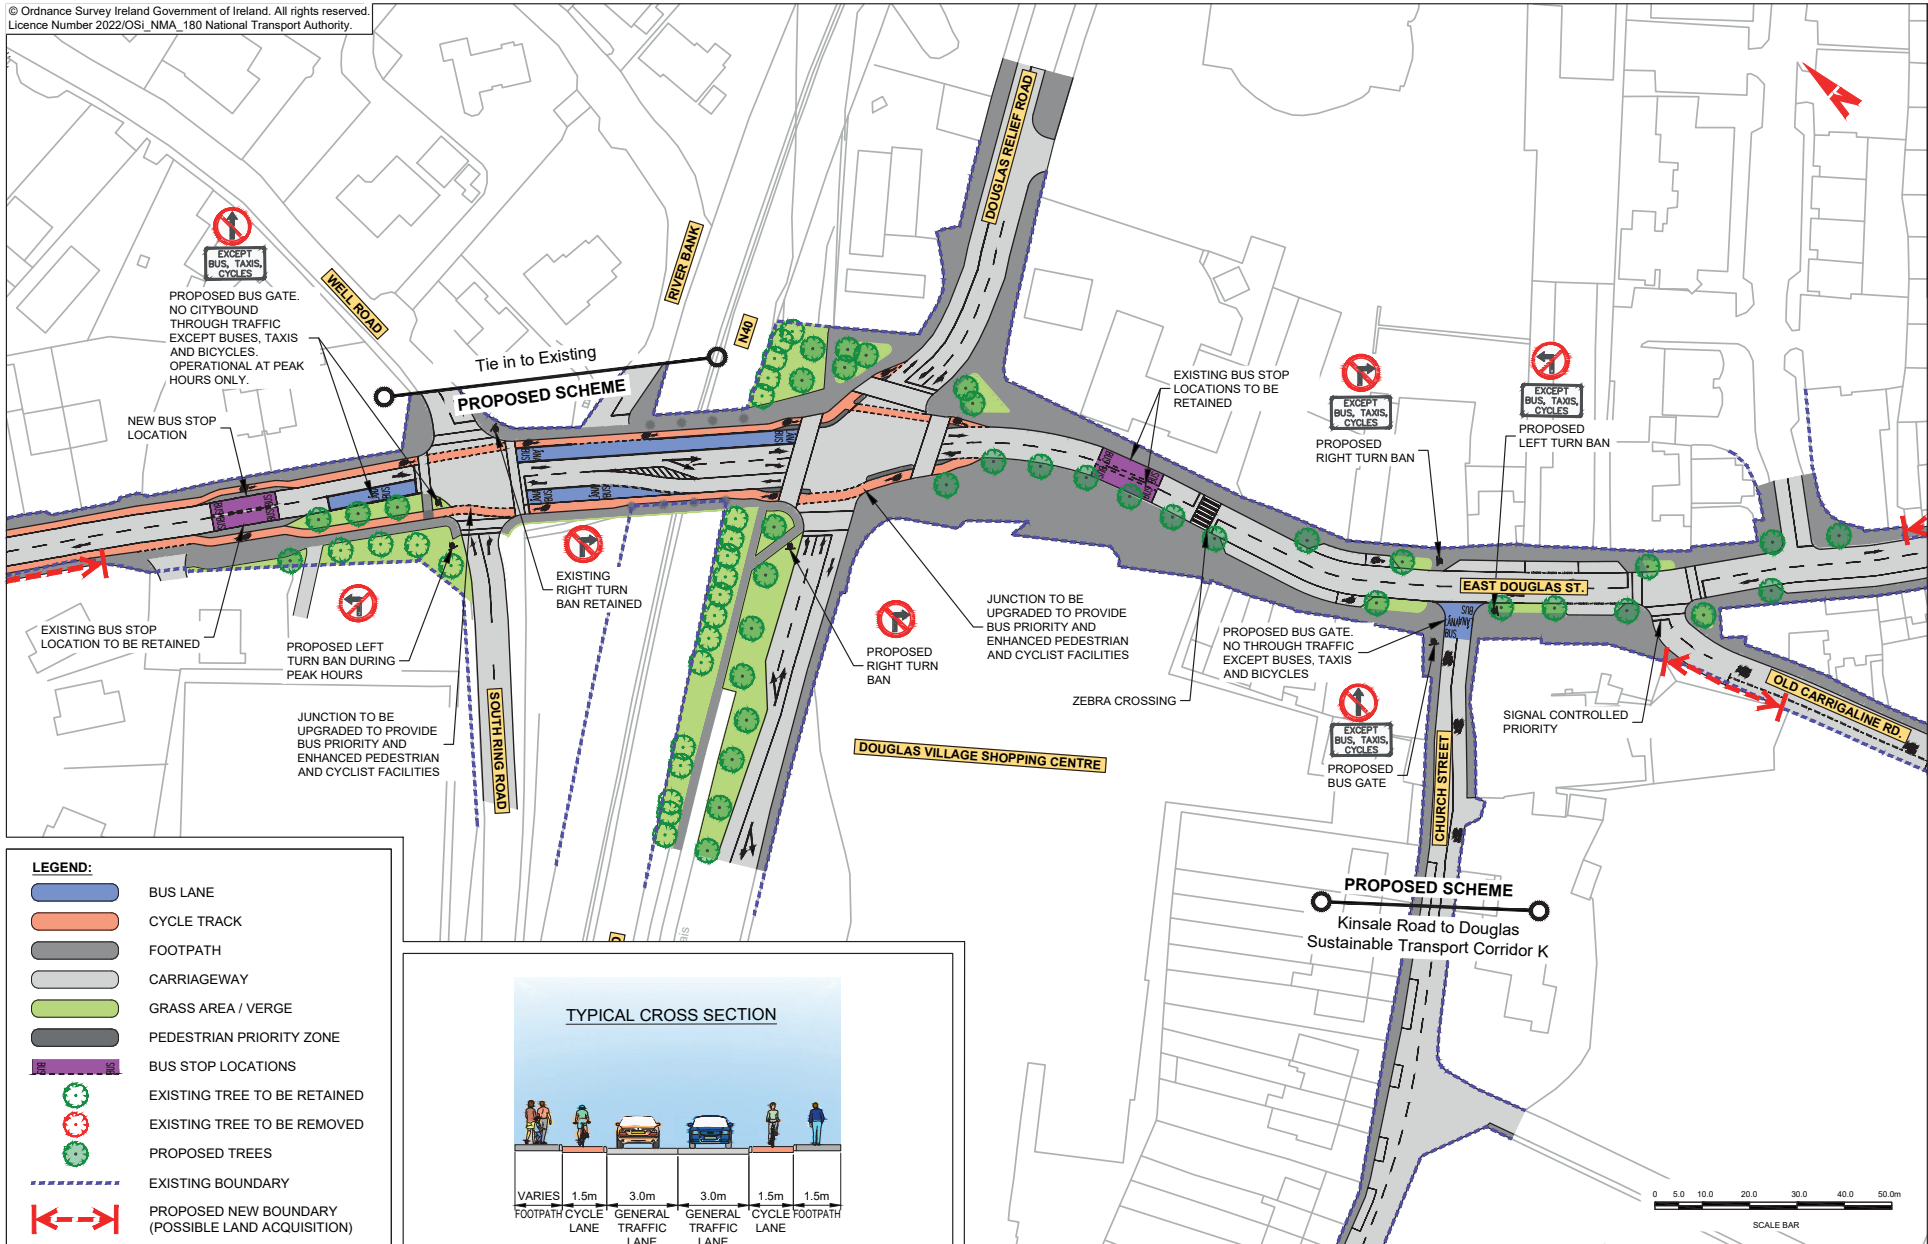 © Ordnance Survey Ireland Government of Ireland. All rights reserved.
Licence Number 2022/OSi_NMA_180 National Transport Authority.
EXCEPT
BUS, TAXIS,
CYCLES
PROPOSED BUS GATE.
NO CITYBOUND
THROUGH TRAFFIC
EXCEPT BUSES, TAXIS
AND BICYCLES.
OPERATIONAL AT PEAK
HOURS ONLY.
NEW BUS STOP
LOCATION
WELL ROAD
Tie in to Existing
PROPOSED SCHEME
RIVER BANK
N40
DOUGLAS RELIEF ROAD
EXISTING BUS STOP
LOCATIONS TO BE
RETAINED
EXCEPT
BUS, TAXIS,
CYCLES
PROPOSED
RIGHT TURN BAN
EXCEPT
BUS, TAXIS,
CYCLES
PROPOSED
LEFT TURN BAN
EAST DOUGLAS ST.
EXISTING BUS STOP
LOCATION TO BE RETAINED
PROPOSED LEFT
TURN BAN DURING
PEAK HOURS
JUNCTION TO BE
UPGRADED TO PROVIDE
BUS PRIORITY AND
ENHANCED PEDESTRIAN
AND CYCLIST FACILITIES
SOUTH RING ROAD
EXISTING
RIGHT TURN
BAN RETAINED
PROPOSED
RIGHT TURN
BAN
JUNCTION TO BE
UPGRADED TO PROVIDE
BUS PRIORITY AND
ENHANCED PEDESTRIAN
AND CYCLIST FACILITIES
ZEBRA CROSSING
DOUGLAS VILLAGE SHOPPING CENTRE
PROPOSED BUS GATE.
NO THROUGH TRAFFIC
EXCEPT BUSES, TAXIS
AND BICYCLES
EXCEPT
BUS, TAXIS,
CYCLES
PROPOSED
BUS GATE
CHURCH STREET
SIGNAL CONTROLLED
PRIORITY
OLD CARRIGALINE RD.
PROPOSED SCHEME
Kinsale Road to Douglas
Sustainable Transport Corridor K
LEGEND:
BUS LANE
CYCLE TRACK
FOOTPATH
CARRIAGEWAY
GRASS AREA / VERGE
PEDESTRIAN PRIORITY ZONE
BUS STOP LOCATIONS
EXISTING TREE TO BE RETAINED
EXISTING TREE TO BE REMOVED
PROPOSED TREES
EXISTING BOUNDARY
PROPOSED NEW BOUNDARY
(POSSIBLE LAND ACQUISITION)
TYPICAL CROSS SECTION
VARIES 1.5m 3.0m 3.0m 1.5m 1.5m
FOOTPATH CYCLE GENERAL GENERAL CYCLE FOOTPATH
LANE TRAFFIC TRAFFIC LANE
LANE LANE
0 5.0 10.0 20.0 30.0 40.0 50.0m
SCALE BAR